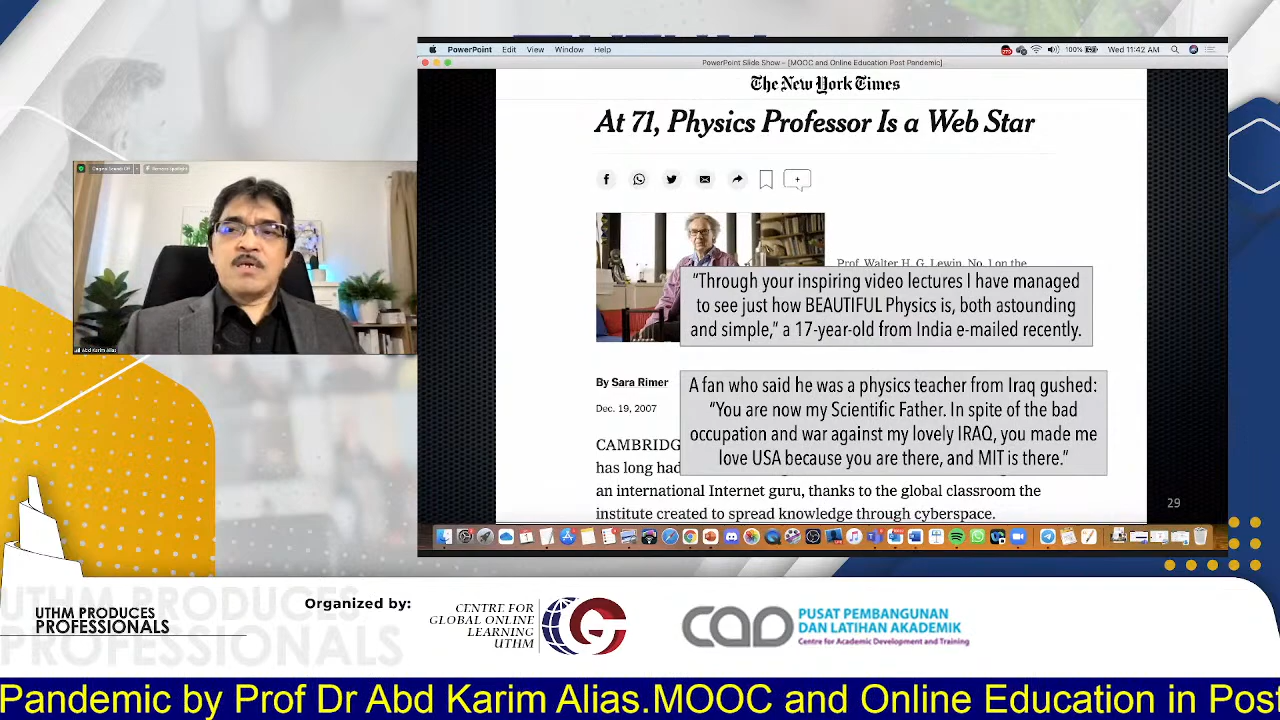 PowerPoint Edit View Window Help
100% Wed 11:42 AM
PowerPoint Slide Show - [MOOC and Online Education Post Pandemic]
The New York Times
At 71, Physics Professor Is a Web Star
Prof. Walter H. G. Lewin, No. 1 on the
“Through your inspiring video lectures I have managed
to see just how BEAUTIFUL Physics is, both astounding
and simple,” a 17-year-old from India e-mailed recently.
By Sara Rimer
Dec. 19, 2007
A fan who said he was a physics teacher from Iraq gushed:
“You are now my Scientific Father. In spite of the bad
occupation and war against my lovely IRAQ, you made me
love USA because you are there, and MIT is there.”
CAMBRIDG
has long had
an international Internet guru, thanks to the global classroom the
institute created to spread knowledge through cyberspace.
29
Abd Karim Alias
UTHM PRODUCES
PROFESSIONALS
UTHM PRODUCES
PROFESSIONALS
Organized by:
CENTRE FOR
GLOBAL ONLINE
LEARNING
UTHM
G
CAD
PUSAT PEMBANGUNAN
DAN LATIHAN AKADEMIK
Centre for Academic Development and Training
Pandemic by Prof Dr Abd Karim Alias.MOOC and Online Education in Post